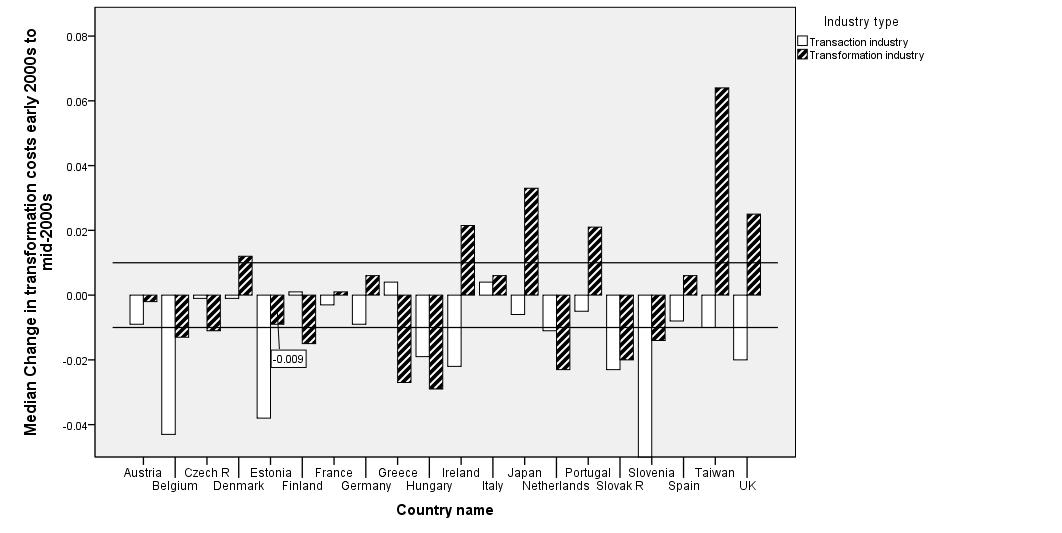 Industry type
Transaction industry
Transformation industry
Median Change in transformation costs early 2000s to
mid-2000s
0.08
0.06
0.04
0.02
0.00
-0.02
-0.04
-0.009
Austria
Belgium
Czech R
Denmark
Estonia
Finland
France
Germany
Greece
Hungary
Ireland
Italy
Japan
Netherlands
Portugal
Slovak R
Slovenia
Spain
Taiwan
UK
Country name